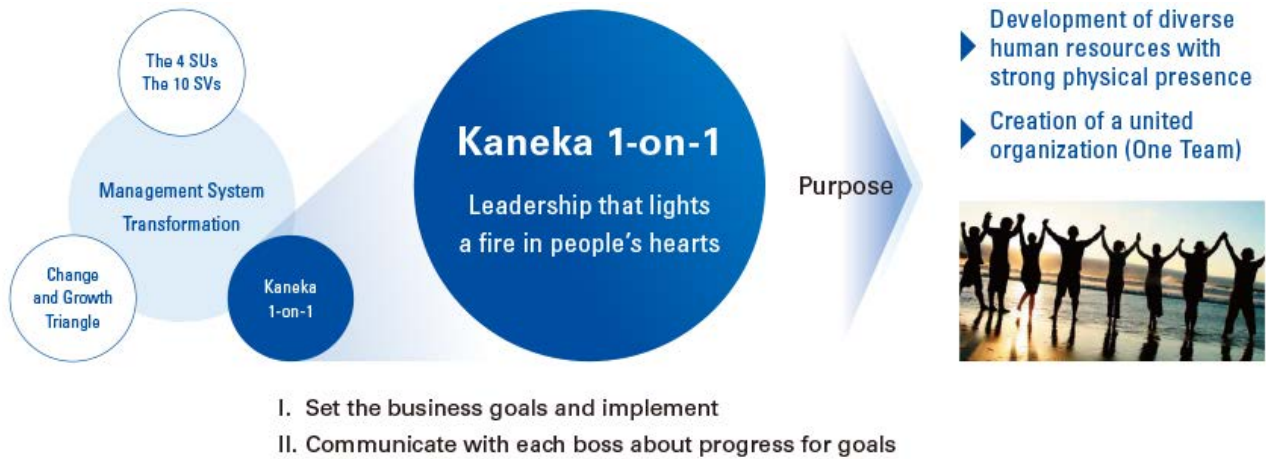 The 4 SUs
The 10 SVs
Management System
Transformation
Change
and Growth
Triangle
Kaneka
1-on-1
Kaneka 1-on-1
Leadership that lights
a fire in people's hearts
Purpose
Development of diverse
human resources with
strong physical presence
Creation of a united
organization (One Team)
I. Set the business goals and implement
II. Communicate with each boss about progress for goals